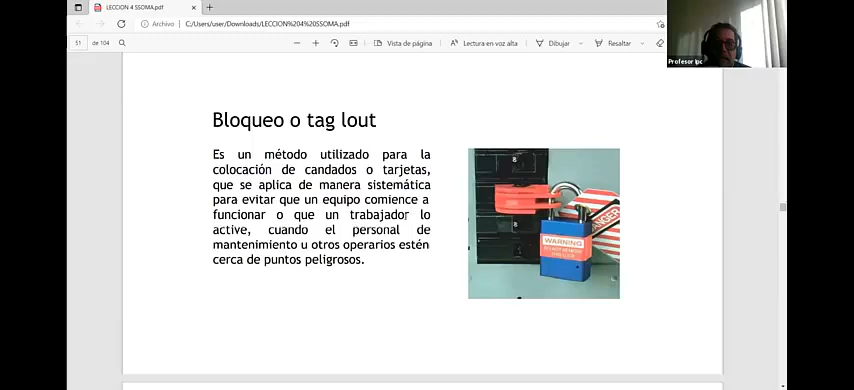 LECCION 4 SSOMA.pdf
Archivo
C:/Users/user/Downloads/LECCION%204%20SSOMA.pdf
51 de 104
Vista de página
Lectura en voz alta
Dibujar
Resaltar
Profesor ipc
Bloqueo o tag lout
Es un método utilizado para la
colocación de candados o tarjetas,
que se aplica de manera sistemática
para evitar que un equipo comience a
funcionar o que un trabajador lo
active, cuando el personal de
mantenimiento u otros operarios estén
cerca de puntos peligrosos.
DANGER
WARNING